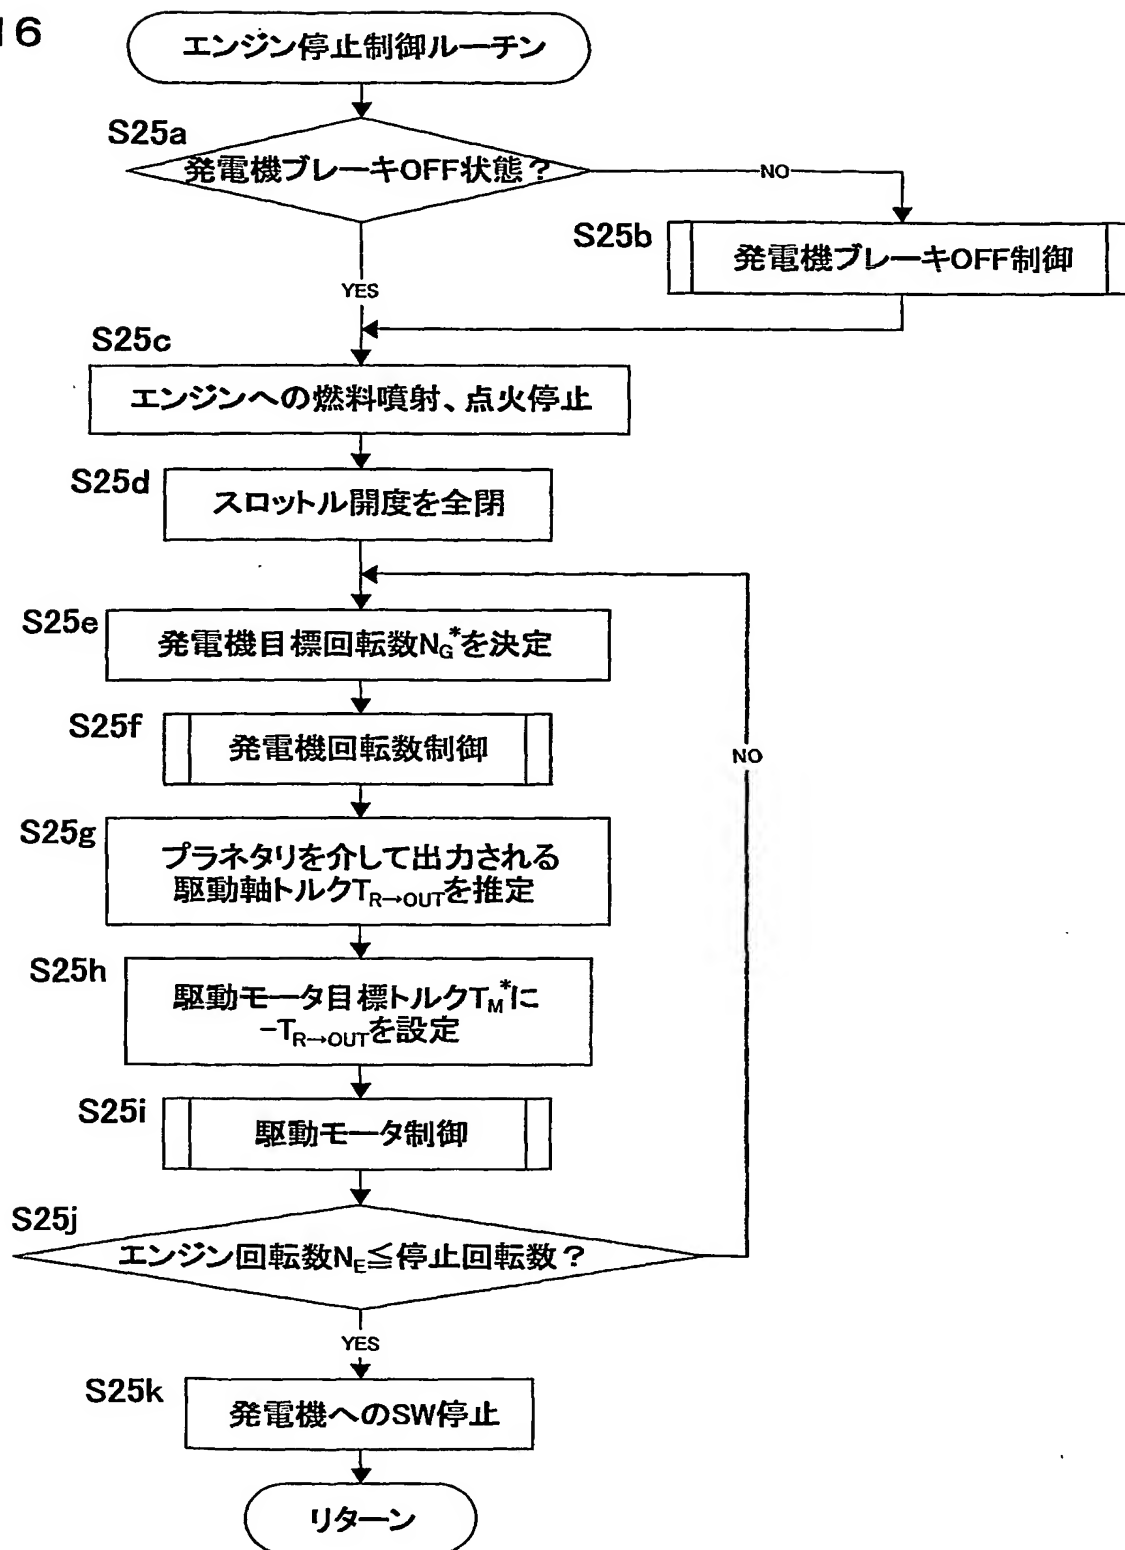 16
エンジン停止制御ルーチン
S25a
発電機ブレーキOFF状態？
NO
S25b
発電機ブレーキOFF制御
YES
S25c
エンジンへの燃料噴射、点火停止
S25d
スロットル開度を全閉
S25e
発電機目標回転数NG*を決定
S25f
発電機回転数制御
NO
S25g
プラネタリを介して出力される
駆動軸トルクTR→OUTを推定
S25h
駆動モータ目標トルクTM*に
−TR→OUTを設定
S25i
駆動モータ制御
S25j
エンジン回転数NE≦停止回転数？
YES
S25k
発電機へのSW停止
リターン